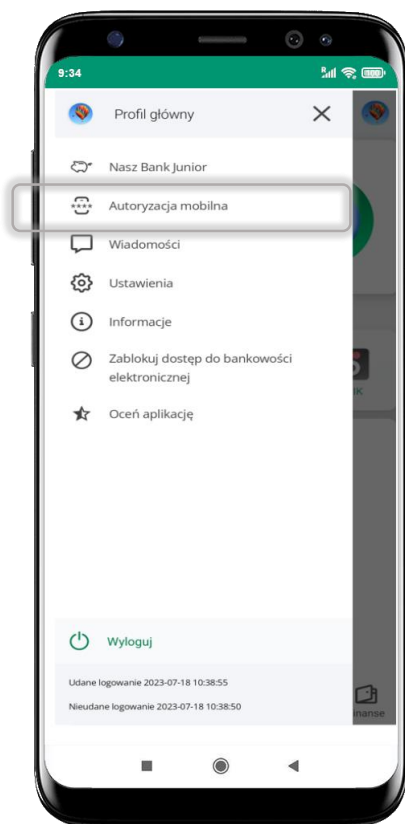 9:34
Profil główny
Nasz Bank Junior
Autoryzacja mobilna
Wiadomości
Ustawienia
Informacje
Zablokuj dostęp do bankowości
elektronicznej
Oceń aplikację
Wyloguj
Udane logowanie 2023-07-18 10:38:55
Nieudane logowanie 2023-07-18 10:38:50